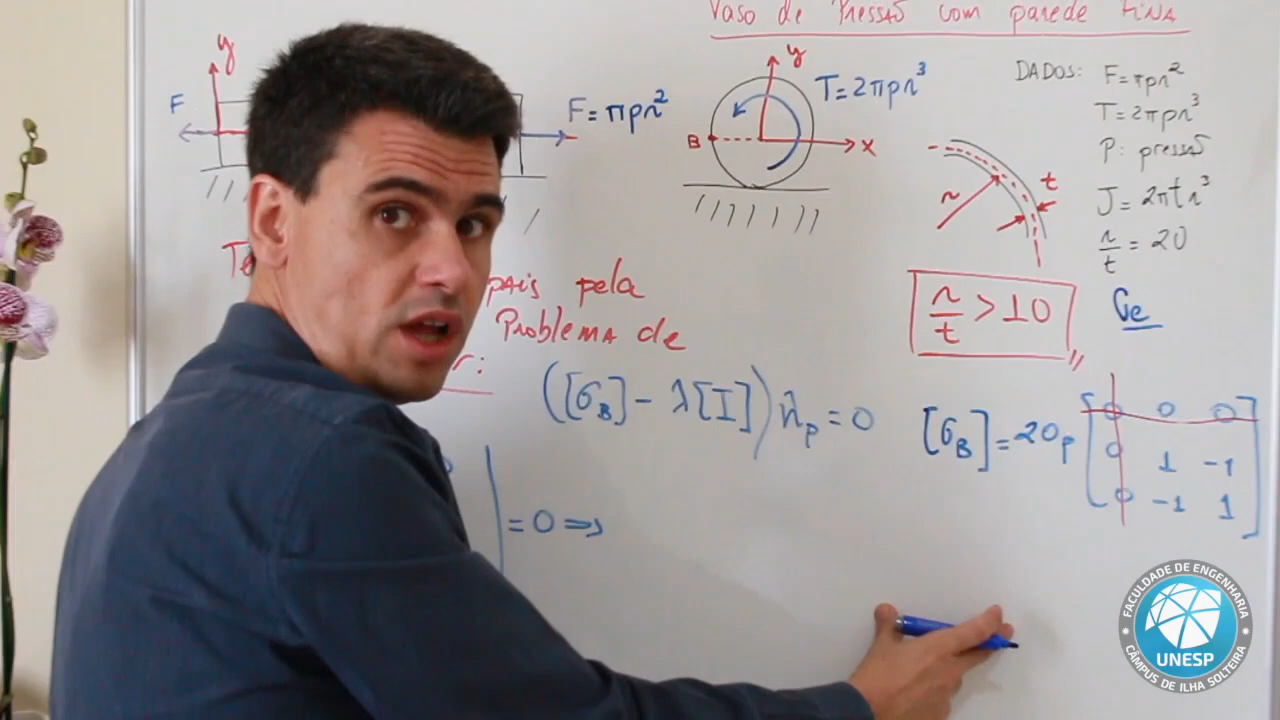 Vaso de Pressão com parede fina
y
F
F = πpr²
y
T = 2πpr³
B
x
DADOS: F = πpr²
T = 2πpr³
P: pressão
J = 2πtr³
r/t = 20
r
t
r/t > 10
σe
pais pela
Problema de
r:
([σB] - λ[I]) n̂p = 0
[σB] = 20p
0 0 0
0 1 -1
0 -1 1
= 0 ⇒
FACULDADE DE ENGENHARIA
UNESP
CÂMPUS DE ILHA SOLTEIRA